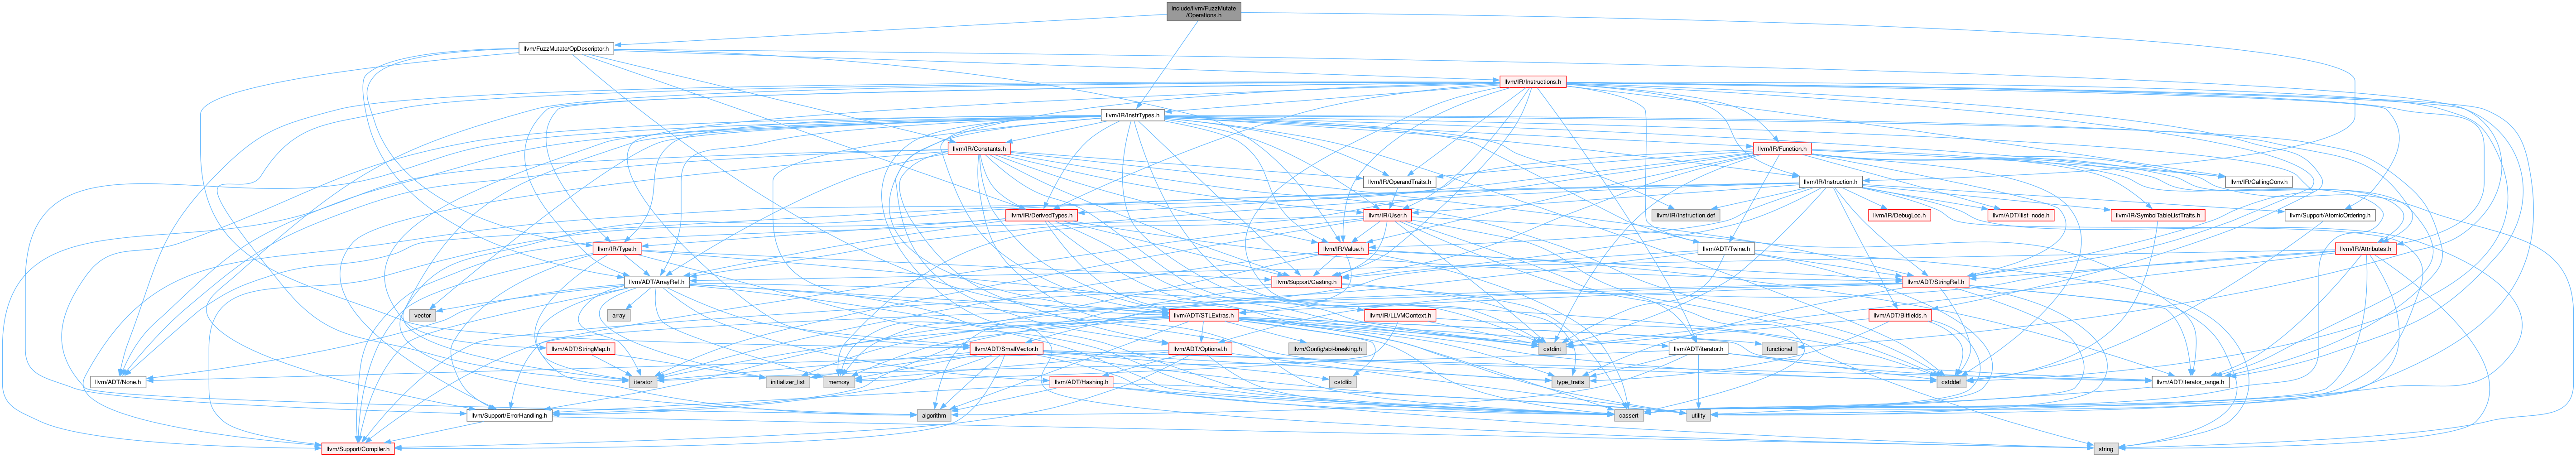 include/llvm/FuzzMutate
/Operations.h
llvm/FuzzMutate/OpDescriptor.h
llvm/IR/Instructions.h
llvm/IR/InstrTypes.h
llvm/IR/Constants.h
llvm/IR/Function.h
llvm/IR/OperandTraits.h
llvm/IR/Instruction.h
llvm/IR/CallingConv.h
llvm/IR/DerivedTypes.h
llvm/IR/User.h
llvm/IR/Instruction.def
llvm/IR/DebugLoc.h
llvm/ADT/ilist_node.h
llvm/IR/SymbolTableListTraits.h
llvm/Support/AtomicOrdering.h
llvm/IR/Type.h
llvm/IR/Value.h
llvm/ADT/Twine.h
llvm/IR/Attributes.h
llvm/ADT/ArrayRef.h
llvm/Support/Casting.h
llvm/ADT/StringRef.h
vector
array
llvm/ADT/STLExtras.h
llvm/IR/LLVMContext.h
llvm/ADT/Bitfields.h
llvm/ADT/StringMap.h
llvm/ADT/SmallVector.h
llvm/ADT/Optional.h
llvm/Config/abi-breaking.h
cstdint
llvm/ADT/iterator.h
functional
llvm/ADT/None.h
iterator
initializer_list
memory
llvm/ADT/Hashing.h
cstdlib
type_traits
cstddef
llvm/ADT/iterator_range.h
llvm/Support/ErrorHandling.h
algorithm
cassert
utility
llvm/Support/Compiler.h
string